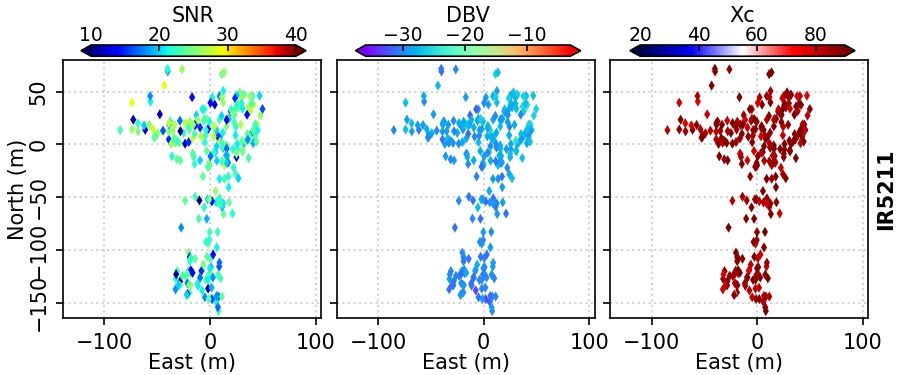 SNR DBV Xc
10 20 30 40 −30 −20 −10 20 40 60 80
50
0
−50
−100
−150
North (m)
−100 0 100 −100 0 100 −100 0 100
East (m) East (m) East (m)
IR5211